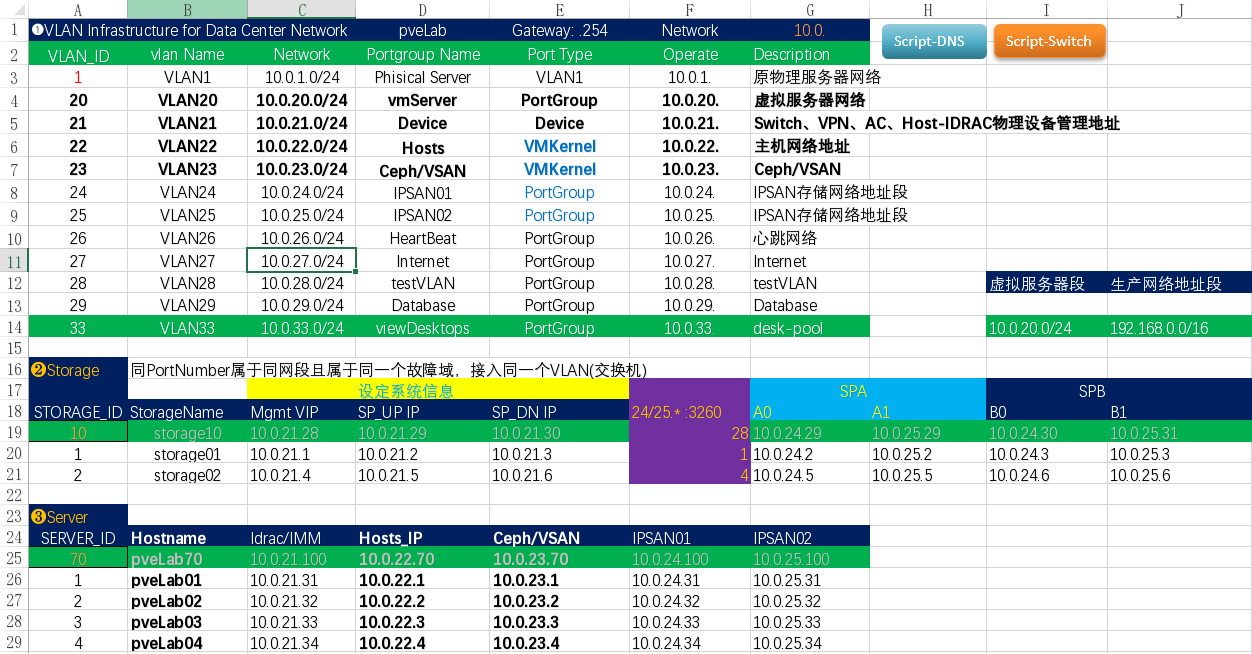 A B C D E F G H I J
1 ❶VLAN Infrastructure for Data Center Network pveLab Gateway: .254 Network 10.0. Script-DNS Script-Switch
2 VLAN_ID vlan Name Network Portgroup Name Port Type Operate Description
3 1 VLAN1 10.0.1.0/24 Phisical Server VLAN1 10.0.1. 原物理服务器网络
4 20 VLAN20 10.0.20.0/24 vmServer PortGroup 10.0.20. 虚拟服务器网络
5 21 VLAN21 10.0.21.0/24 Device Device 10.0.21. Switch、VPN、AC、Host-IDRAC物理设备管理地址
6 22 VLAN22 10.0.22.0/24 Hosts VMKernel 10.0.22. 主机网络地址
7 23 VLAN23 10.0.23.0/24 Ceph/VSAN VMKernel 10.0.23. Ceph/VSAN
8 24 VLAN24 10.0.24.0/24 IPSAN01 PortGroup 10.0.24. IPSAN存储网络地址段
9 25 VLAN25 10.0.25.0/24 IPSAN02 PortGroup 10.0.25. IPSAN存储网络地址段
10 26 VLAN26 10.0.26.0/24 HeartBeat PortGroup 10.0.26. 心跳网络
11 27 VLAN27 10.0.27.0/24 Internet PortGroup 10.0.27. Internet
12 28 VLAN28 10.0.28.0/24 testVLAN PortGroup 10.0.28. testVLAN 虚拟服务器段 生产网络地址段
13 29 VLAN29 10.0.29.0/24 Database PortGroup 10.0.29. Database
14 33 VLAN33 10.0.33.0/24 viewDesktops PortGroup 10.0.33. desk-pool 10.0.20.0/24 192.168.0.0/16
15
16 ❷Storage 同PortNumber属于同网段且属于同一个故障域，接入同一个VLAN(交换机)
17 设定系统信息 SPA SPB
18 STORAGE_ID StorageName Mgmt VIP SP_UP IP SP_DN IP 24/25 * :3260 A0 A1 B0 B1
19 10 storage10 10.0.21.28 10.0.21.29 10.0.21.30 28 10.0.24.29 10.0.25.29 10.0.24.30 10.0.25.31
20 1 storage01 10.0.21.1 10.0.21.2 10.0.21.3 1 10.0.24.2 10.0.25.2 10.0.24.3 10.0.25.3
21 2 storage02 10.0.21.4 10.0.21.5 10.0.21.6 4 10.0.24.5 10.0.25.5 10.0.24.6 10.0.25.6
22
23 ❸Server
24 SERVER_ID Hostname Idrac/IMM Hosts_IP Ceph/VSAN IPSAN01 IPSAN02
25 70 pveLab70 10.0.21.100 10.0.22.70 10.0.23.70 10.0.24.100 10.0.25.100
26 1 pveLab01 10.0.21.31 10.0.22.1 10.0.23.1 10.0.24.31 10.0.25.31
27 2 pveLab02 10.0.21.32 10.0.22.2 10.0.23.2 10.0.24.32 10.0.25.32
28 3 pveLab03 10.0.21.33 10.0.22.3 10.0.23.3 10.0.24.33 10.0.25.33
29 4 pveLab04 10.0.21.34 10.0.22.4 10.0.23.4 10.0.24.34 10.0.25.34